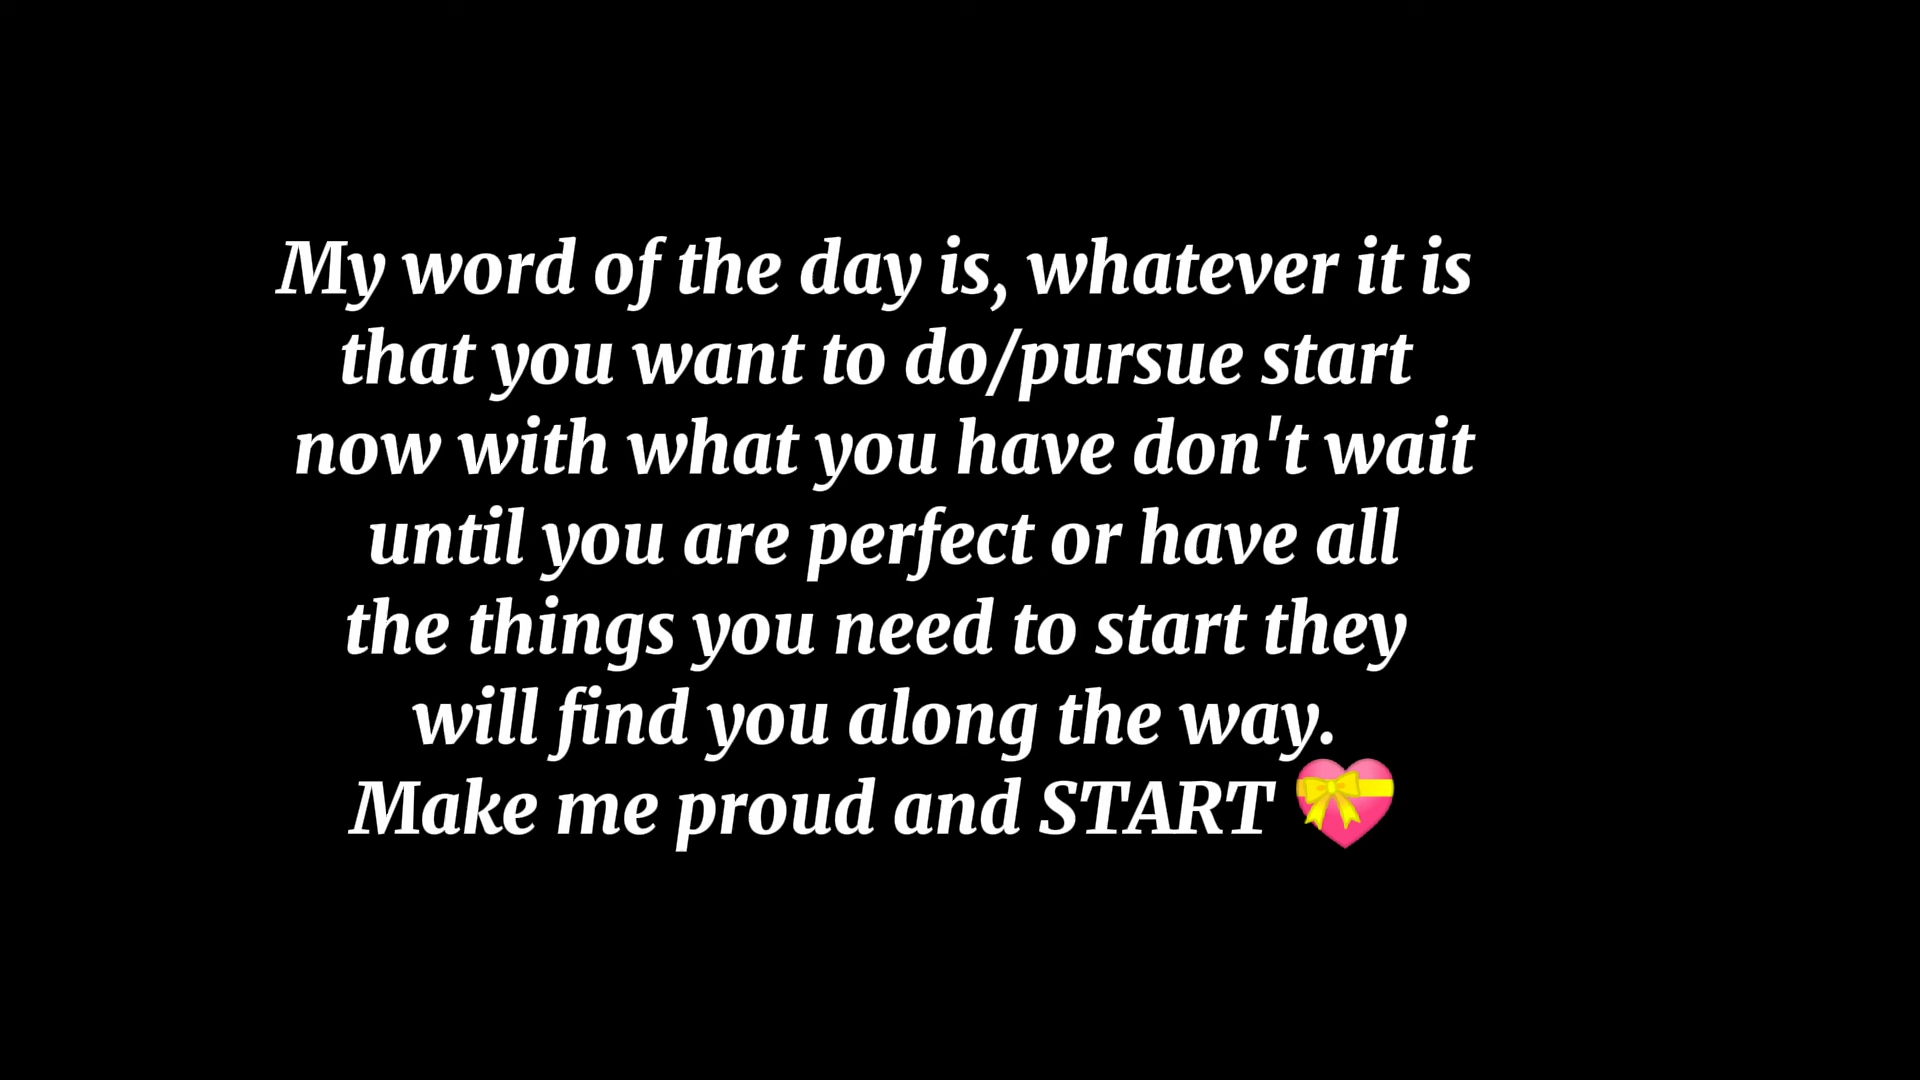 My word of the day is, whatever it is
that you want to do/pursue start
now with what you have don't wait
until you are perfect or have all
the things you need to start they
will find you along the way.
Make me proud and START 💝